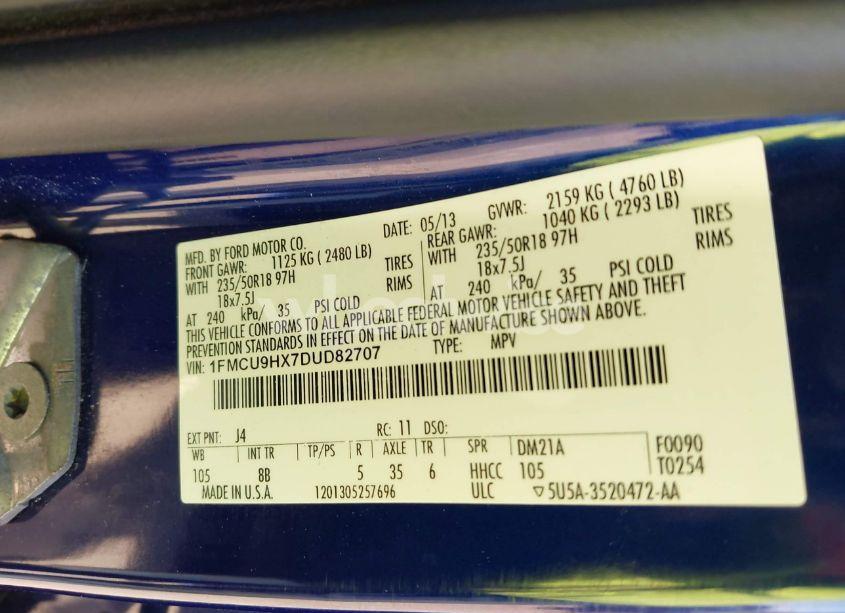 MFD. BY FORD MOTOR CO. DATE: 05/13 GVWR: 2159 KG ( 4760 LB)
FRONT GAWR: 1125 KG ( 2480 LB) REAR GAWR: 1040 KG ( 2293 LB)
WITH 235/50R18 97H TIRES WITH 235/50R18 97H TIRES
18x7.5J RIMS 18x7.5J RIMS
AT 240 kPa/ 35 PSI COLD AT 240 kPa/ 35 PSI COLD
THIS VEHICLE CONFORMS TO ALL APPLICABLE FEDERAL MOTOR VEHICLE SAFETY AND THEFT
PREVENTION STANDARDS IN EFFECT ON THE DATE OF MANUFACTURE SHOWN ABOVE.
VIN: 1FMCU9HX7DUD82707 TYPE: MPV
EXT PNT: J4 RC: 11 DSO:
WB INT TR TP/PS R AXLE TR SPR DM21A F0090
105 8B 5 35 6 HHCC 105 T0254
MADE IN U.S.A. 1201305257696 ULC ▽5U5A-3520472-AA